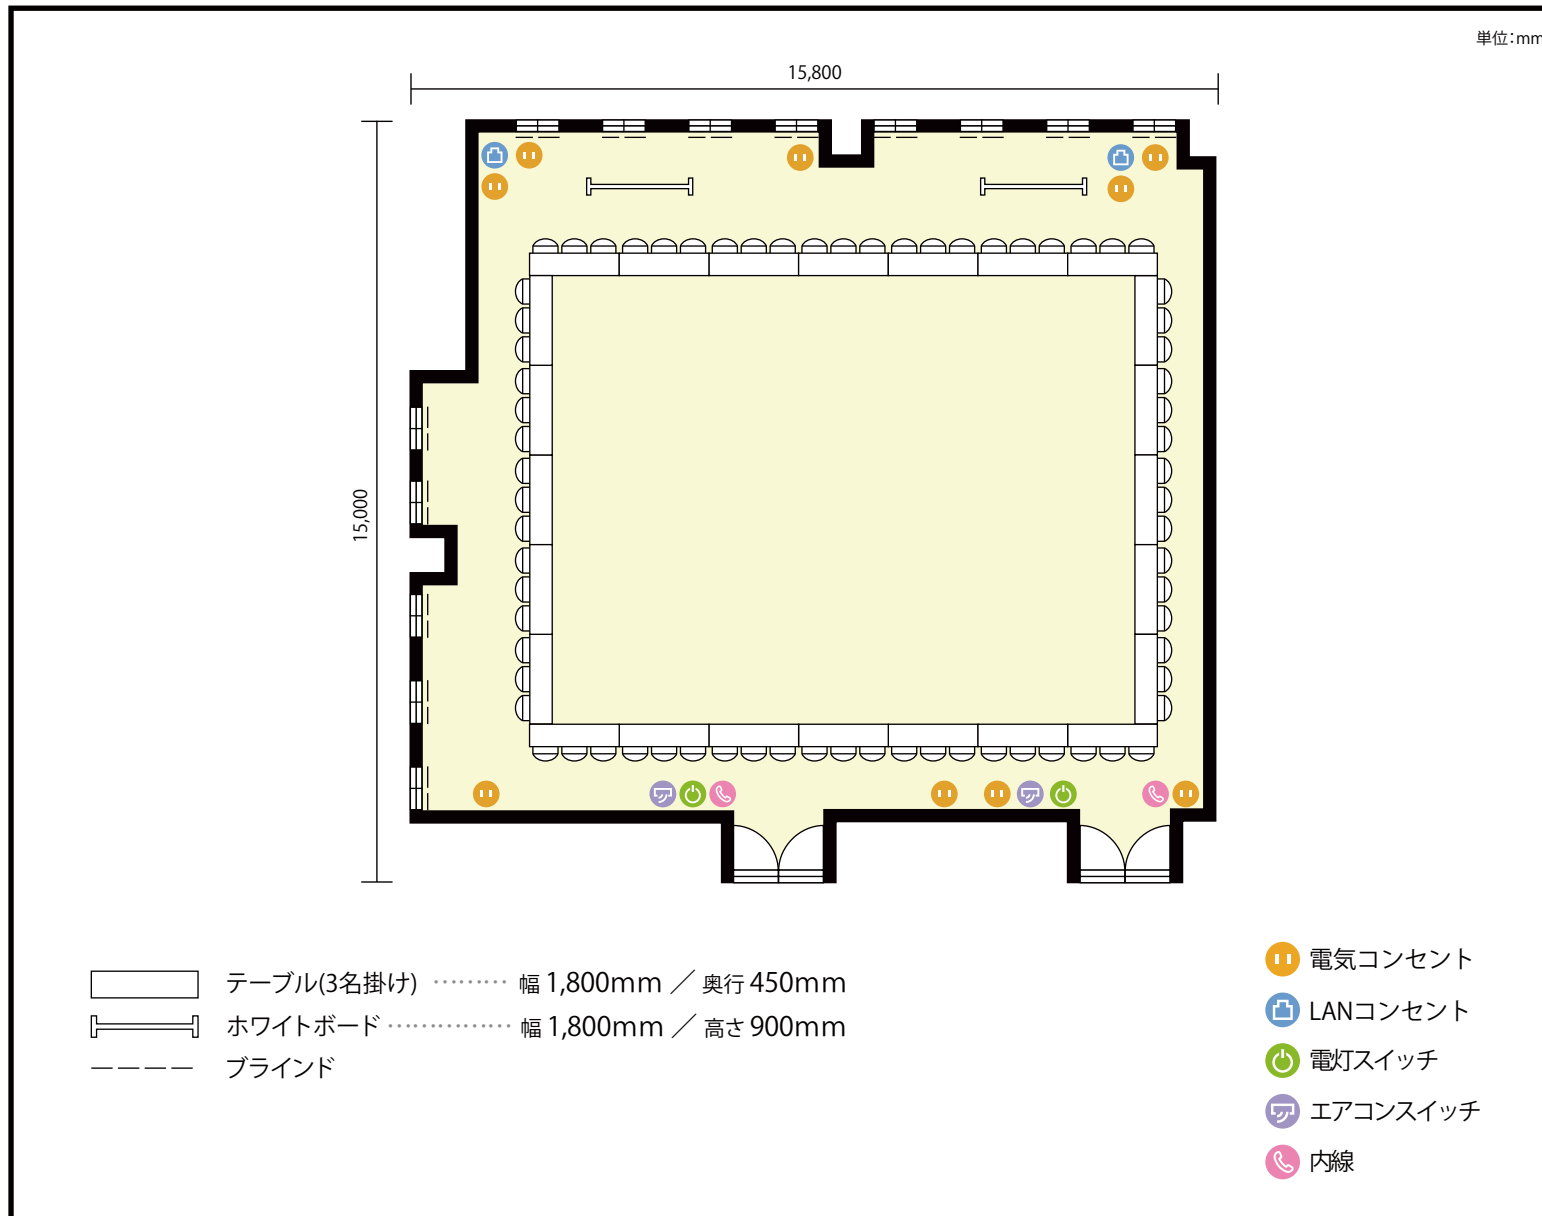 単位:mm
15,800
15,000
テーブル(3名掛け) ……… 幅 1,800mm ／ 奥行 450mm
ホワイトボード …………… 幅 1,800mm ／ 高さ 900mm
ブラインド
電気コンセント
LANコンセント
電灯スイッチ
エアコンスイッチ
内線